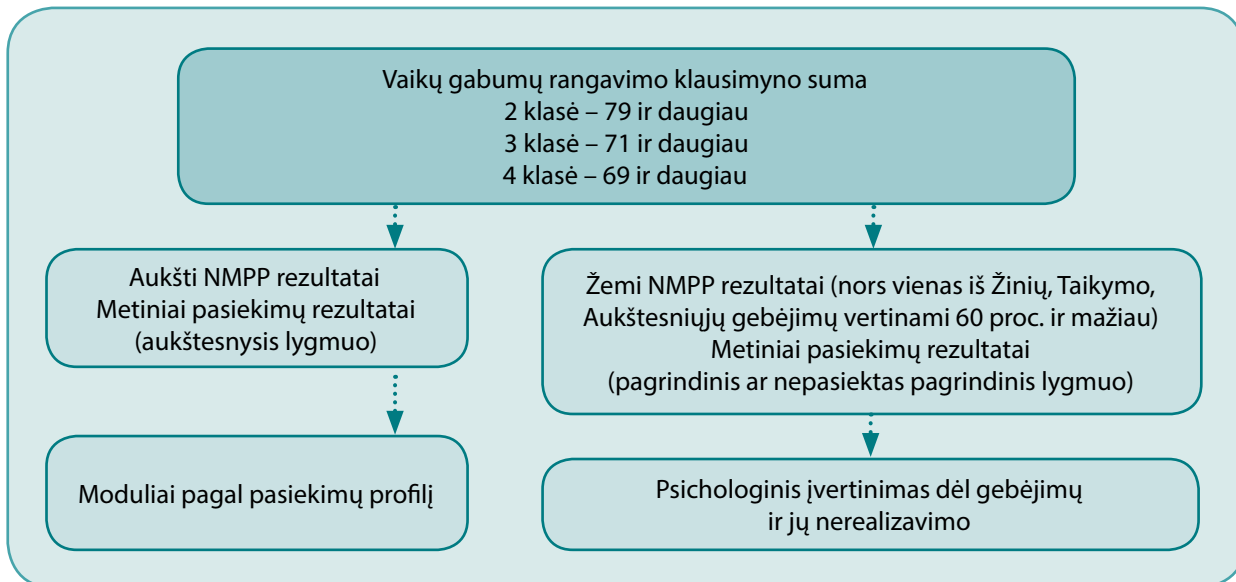 Vaikų gabumų rangavimo klausimyno suma
2 klasė – 79 ir daugiau
3 klasė – 71 ir daugiau
4 klasė – 69 ir daugiau
Aukšti NMPP rezultatai
Metiniai pasiekimų rezultatai
(aukštesnysis lygmuo)
Žemi NMPP rezultatai (nors vienas iš Žinių, Taikymo,
Aukštesniųjų gebėjimų vertinami 60 proc. ir mažiau)
Metiniai pasiekimų rezultatai
(pagrindinis ar nepasiektas pagrindinis lygmuo)
Moduliai pagal pasiekimų profilį
Psichologinis įvertinimas dėl gebėjimų
ir jų nerealizavimo